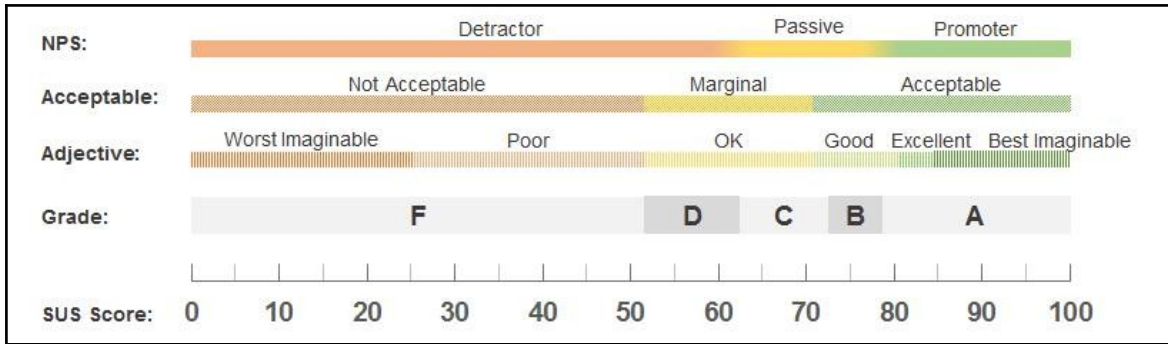 NPS: Detractor Passive Promoter
Acceptable: Not Acceptable Marginal Acceptable
Adjective: Worst Imaginable Poor OK Good Excellent Best Imaginable
Grade: F D C B A
SUS Score: 0 10 20 30 40 50 60 70 80 90 100